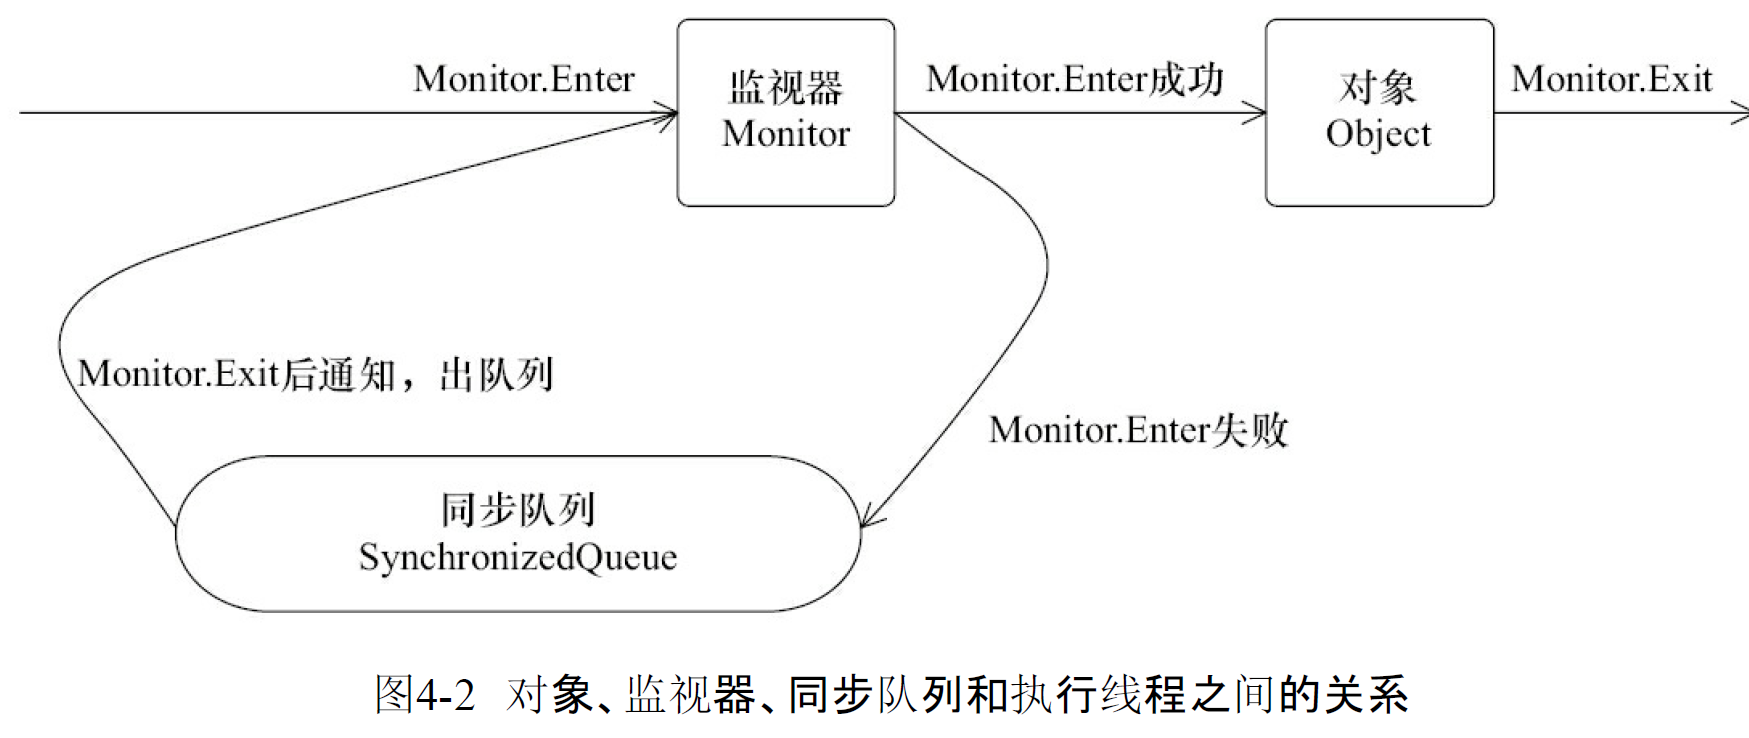 Monitor.Enter
监视器
Monitor
Monitor.Enter成功
对象
Object
Monitor.Exit
Monitor.Exit后通知，出队列
Monitor.Enter失败
同步队列
SynchronizedQueue
图4-2 对象、监视器、同步队列和执行线程之间的关系